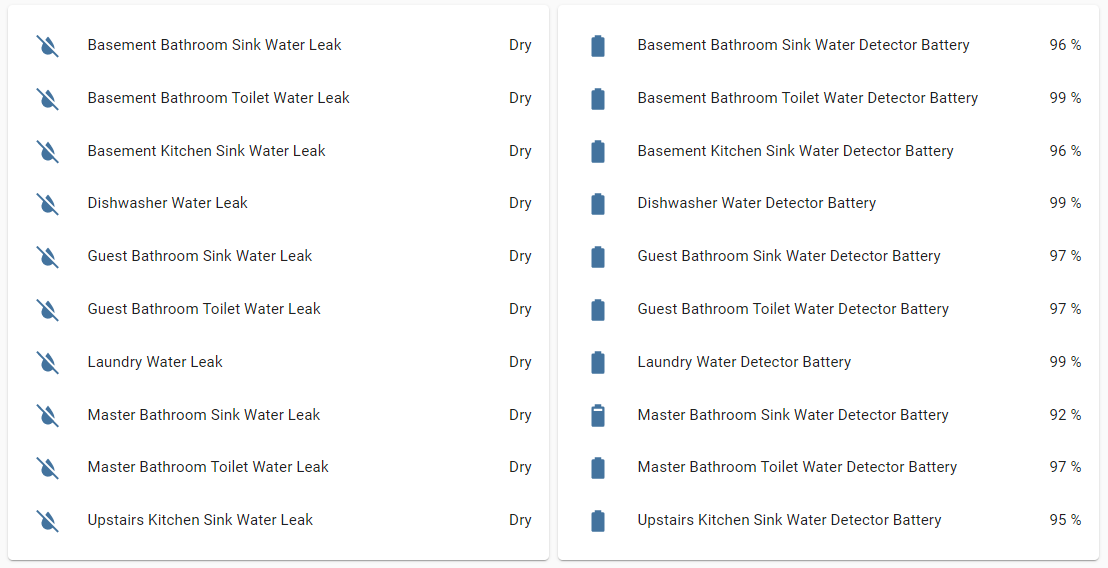 Basement Bathroom Sink Water Leak Dry
Basement Bathroom Toilet Water Leak Dry
Basement Kitchen Sink Water Leak Dry
Dishwasher Water Leak Dry
Guest Bathroom Sink Water Leak Dry
Guest Bathroom Toilet Water Leak Dry
Laundry Water Leak Dry
Master Bathroom Sink Water Leak Dry
Master Bathroom Toilet Water Leak Dry
Upstairs Kitchen Sink Water Leak Dry
Basement Bathroom Sink Water Detector Battery 96 %
Basement Bathroom Toilet Water Detector Battery 99 %
Basement Kitchen Sink Water Detector Battery 96 %
Dishwasher Water Detector Battery 99 %
Guest Bathroom Sink Water Detector Battery 97 %
Guest Bathroom Toilet Water Detector Battery 97 %
Laundry Water Detector Battery 99 %
Master Bathroom Sink Water Detector Battery 92 %
Master Bathroom Toilet Water Detector Battery 97 %
Upstairs Kitchen Sink Water Detector Battery 95 %